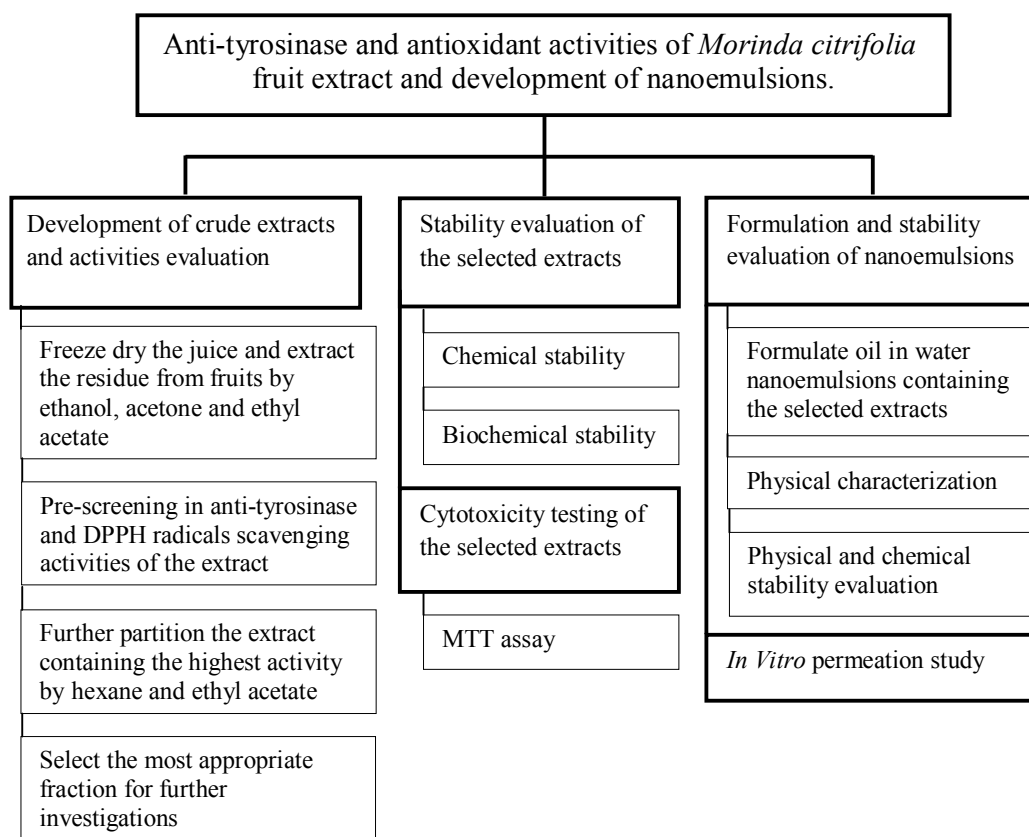 Anti-tyrosinase and antioxidant activities of Morinda citrifolia
fruit extract and development of nanoemulsions.
Development of crude extracts
and activities evaluation
Freeze dry the juice and extract
the residue from fruits by
ethanol, acetone and ethyl
acetate
Pre-screening in anti-tyrosinase
and DPPH radicals scavenging
activities of the extract
Further partition the extract
containing the highest activity
by hexane and ethyl acetate
Select the most appropriate
fraction for further
investigations
Stability evaluation of
the selected extracts
Chemical stability
Biochemical stability
Cytotoxicity testing of
the selected extracts
MTT assay
Formulation and stability
evaluation of nanoemulsions
Formulate oil in water
nanoemulsions containing
the selected extracts
Physical characterization
Physical and chemical
stability evaluation
In Vitro permeation study